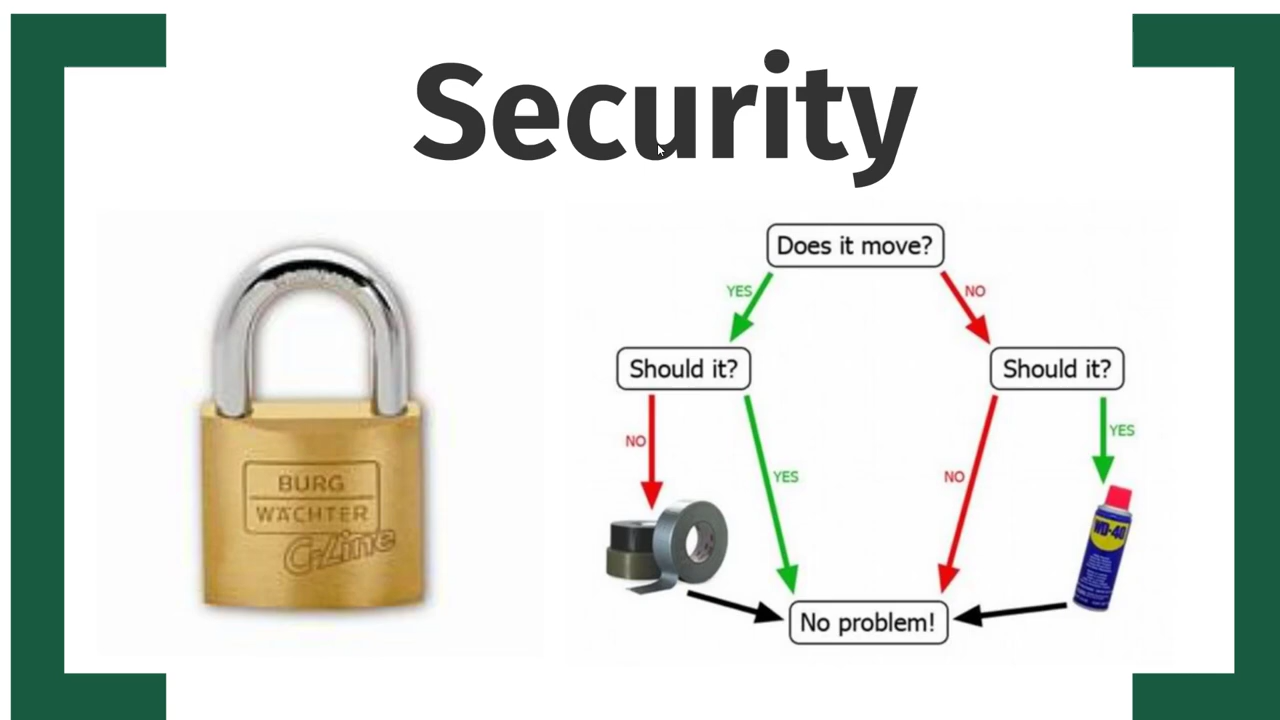 Security
BURG
WÄCHTER
C-Line
Does it move?
YES
NO
Should it?
Should it?
NO
YES
NO
YES
WD-40
No problem!